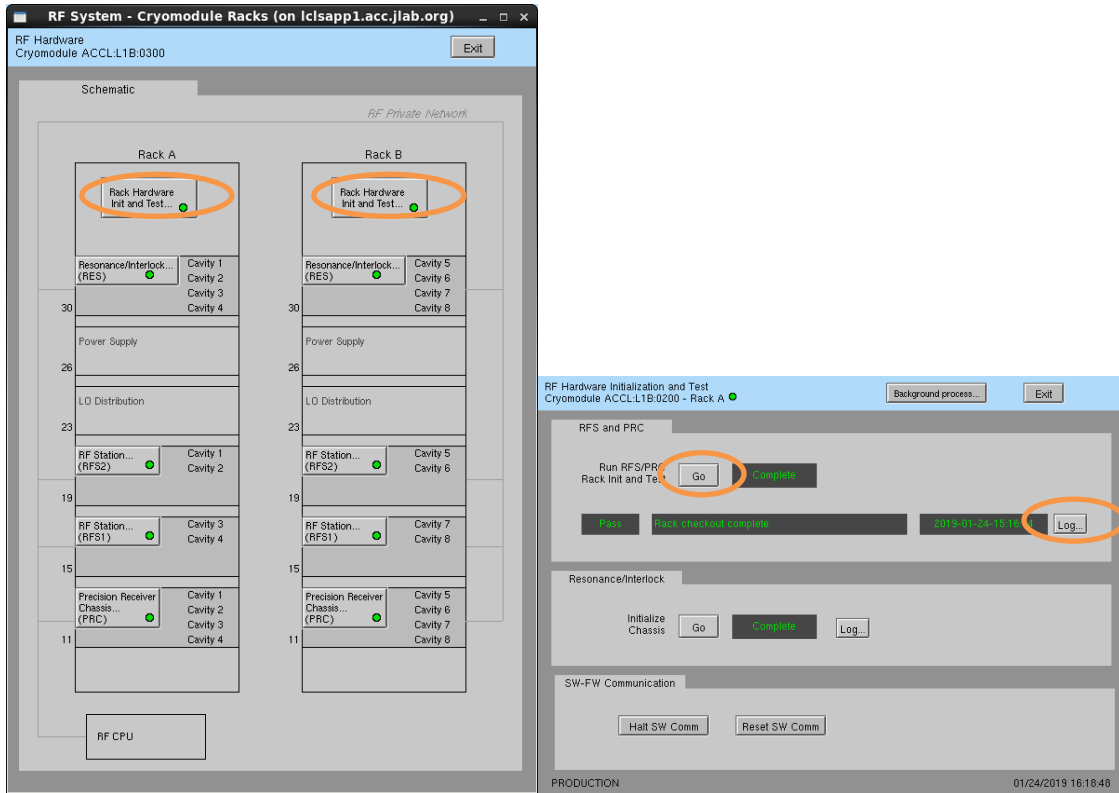 RF System - Cryomodule Racks (on lclsapp1.acc.jlab.org)
RF Hardware
Cryomodule ACCL:L1B:0300
Exit
Schematic
RF Private Network
Rack A
Rack Hardware
Init and Test...
Resonance/Interlock...
(RES)
Cavity 1
Cavity 2
Cavity 3
Cavity 4
30
Power Supply
26
LO Distribution
23
RF Station...
(RFS2)
Cavity 1
Cavity 2
19
RF Station...
(RFS1)
Cavity 3
Cavity 4
15
Precision Receiver
Chassis...
(PRC)
Cavity 1
Cavity 2
Cavity 3
Cavity 4
11
Rack B
Rack Hardware
Init and Test...
Resonance/Interlock...
(RES)
Cavity 5
Cavity 6
Cavity 7
Cavity 8
30
Power Supply
26
LO Distribution
23
RF Station...
(RFS2)
Cavity 5
Cavity 6
19
RF Station...
(RFS1)
Cavity 7
Cavity 8
15
Precision Receiver
Chassis...
(PRC)
Cavity 5
Cavity 6
Cavity 7
Cavity 8
11
RF CPU
RF Hardware Initialization and Test
Cryomodule ACCL:L1B:0200 - Rack A
Background process...
Exit
RFS and PRC
Run RFS/PRC
Rack Init and Test
Go
Complete
Pass
Rack checkout complete
Log...
Resonance/Interlock
Initialize
Chassis
Go
Complete
Log...
SW-FW Communication
Halt SW Comm
Reset SW Comm
PRODUCTION
01/24/2019 16:18:48